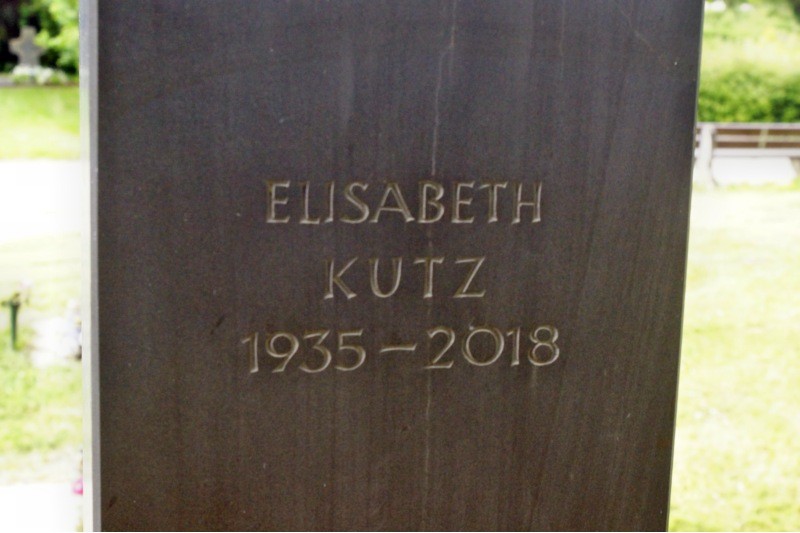 ELISABETH
KUTZ
1935 – 2018